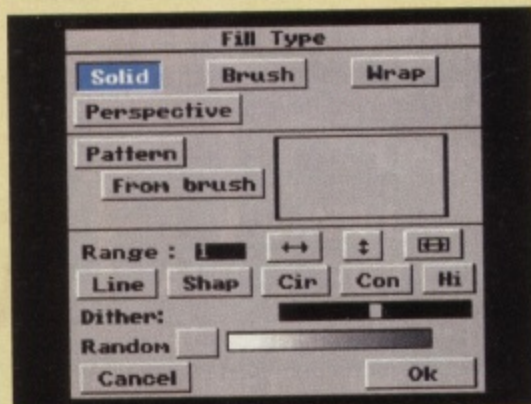 Fill Type
Solid Brush Wrap
Perspective
Pattern
From brush
Range : 1
Line Shap Cir Con Hi
Dither:
Random
Cancel Ok